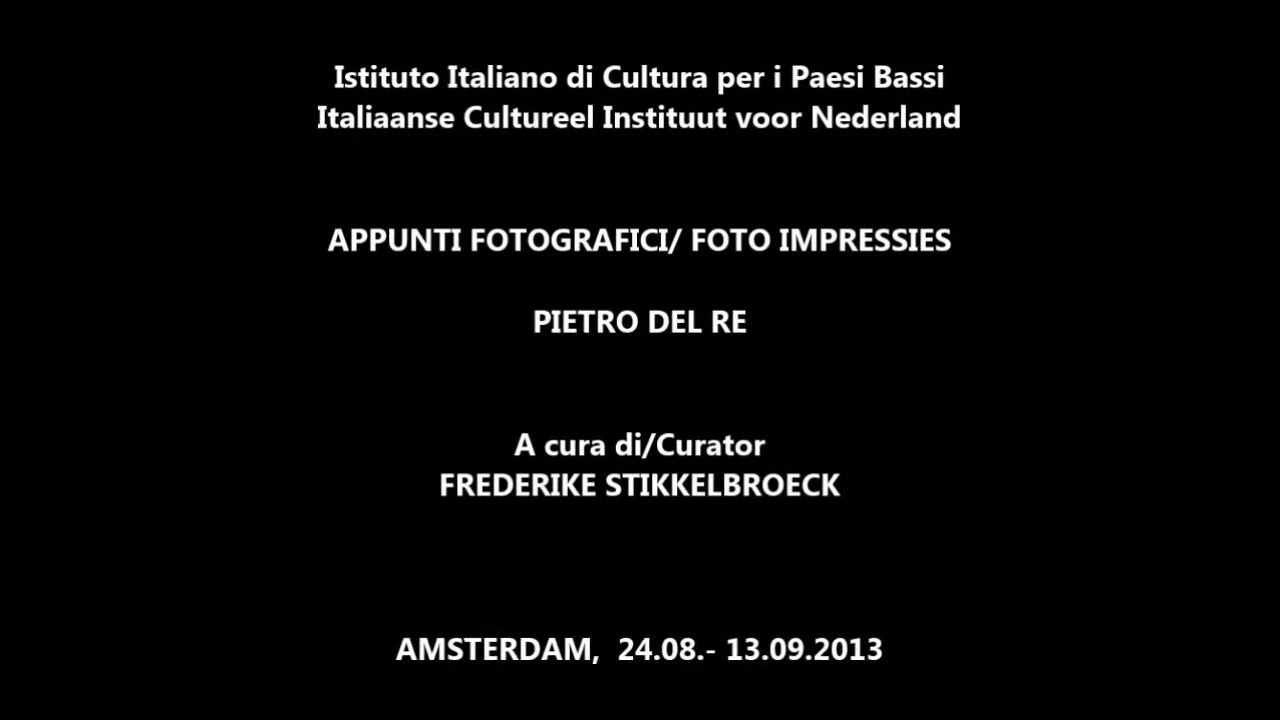 Istituto Italiano di Cultura per i Paesi Bassi
Italiaanse Cultureel Instituut voor Nederland
APPUNTI FOTOGRAFICI/ FOTO IMPRESSIES
PIETRO DEL RE
A cura di/Curator
FREDERIKE STIKKELBROECK
AMSTERDAM,  24.08.- 13.09.2013